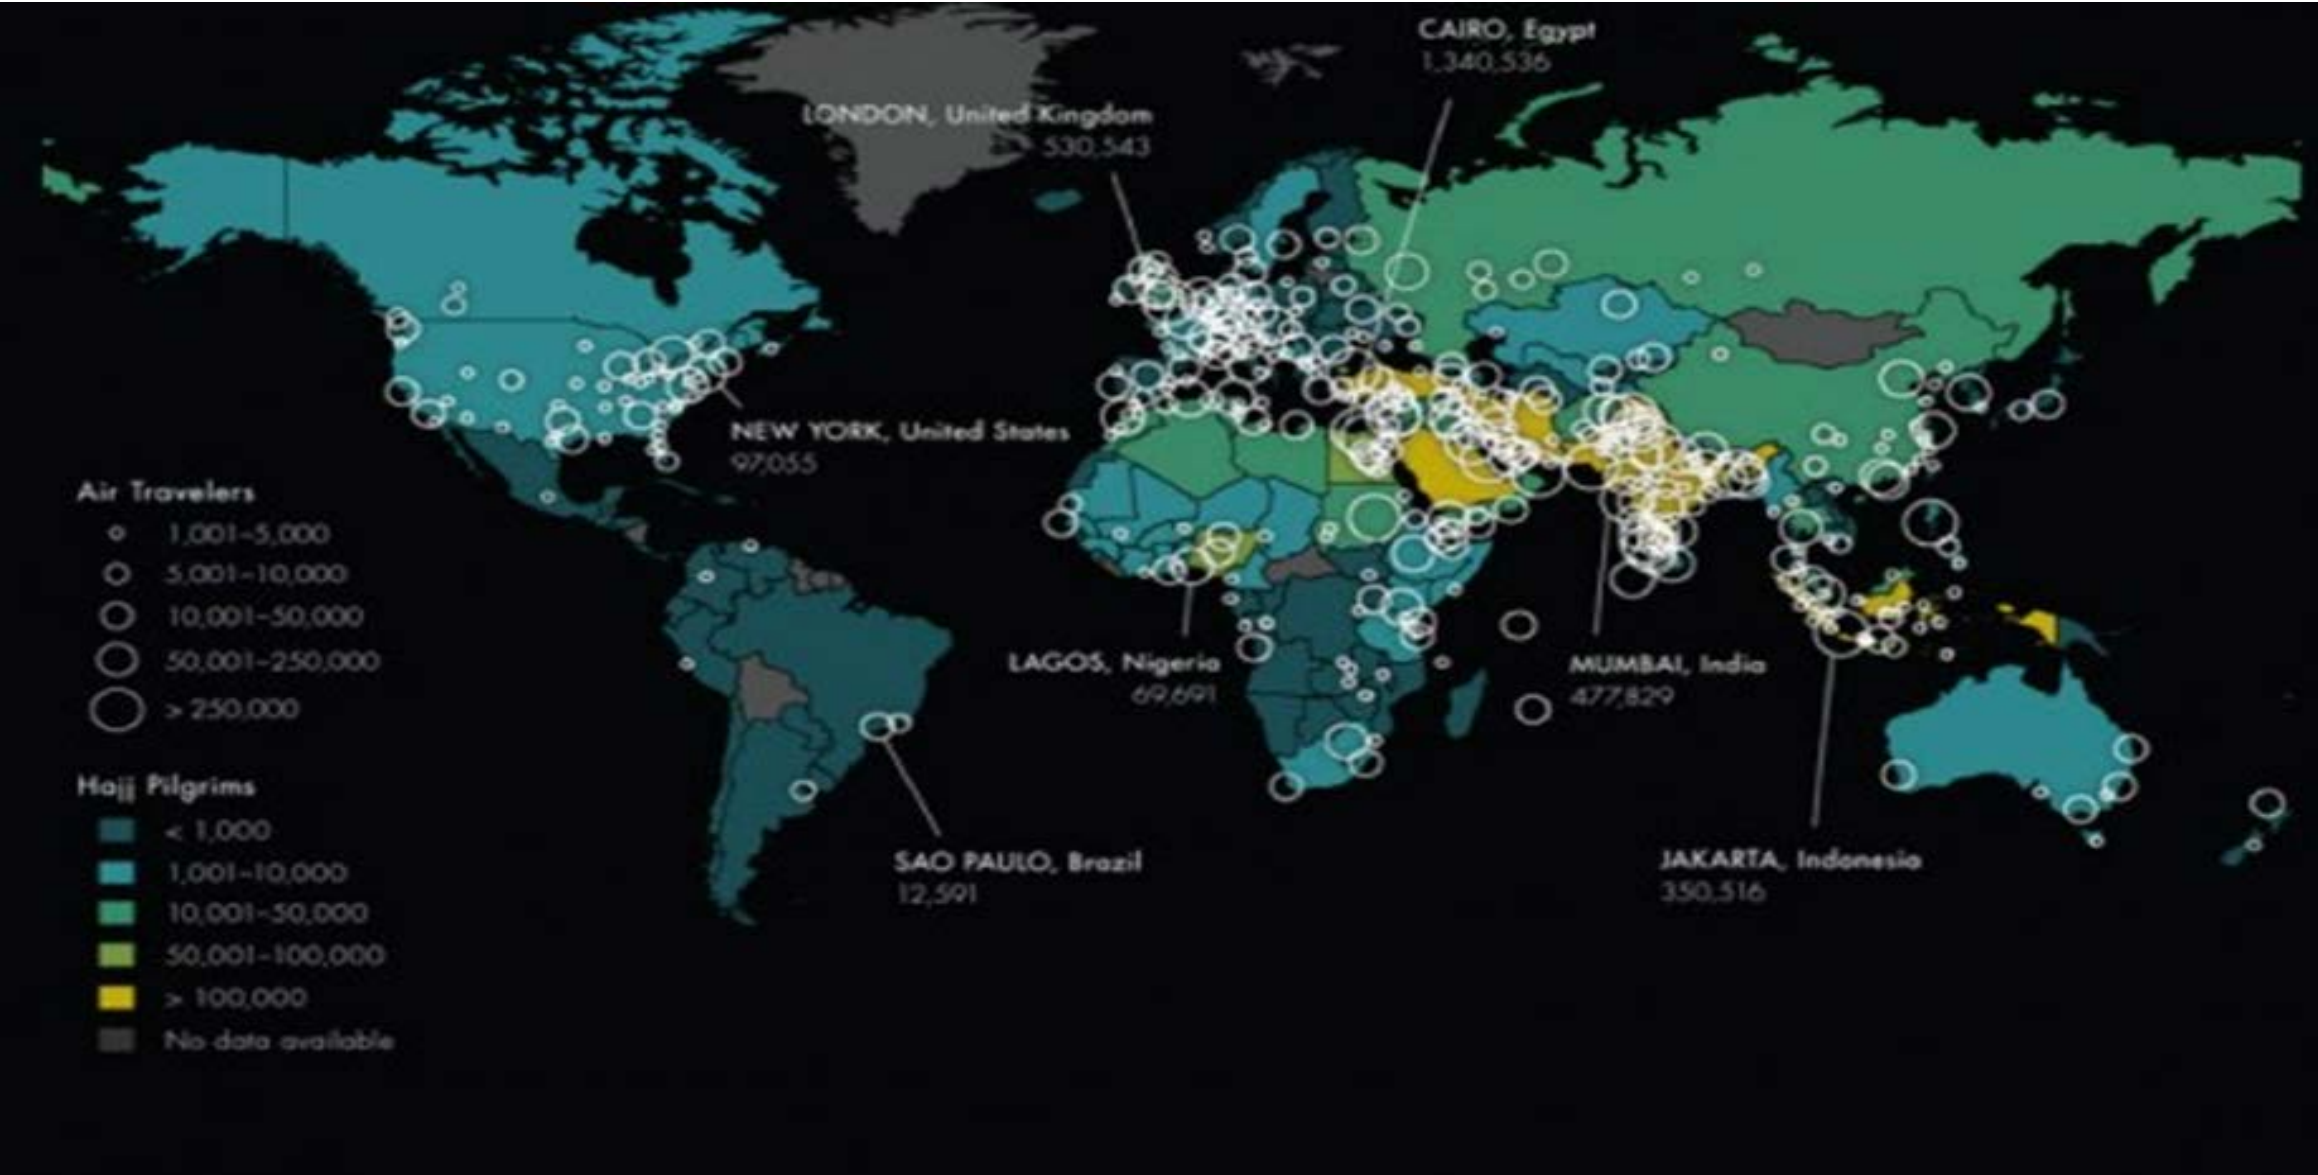 CAIRO, Egypt
1,340,536
LONDON, United Kingdom
530,543
NEW YORK, United States
97,055
Air Travelers
1,001–5,000
5,001–10,000
10,001–50,000
50,001–250,000
> 250,000
LAGOS, Nigeria
69,691
MUMBAI, India
477,829
Hajj Pilgrims
< 1,000
1,001–10,000
10,001–50,000
50,001–100,000
> 100,000
No data available
SAO PAULO, Brazil
12,591
JAKARTA, Indonesia
350,516